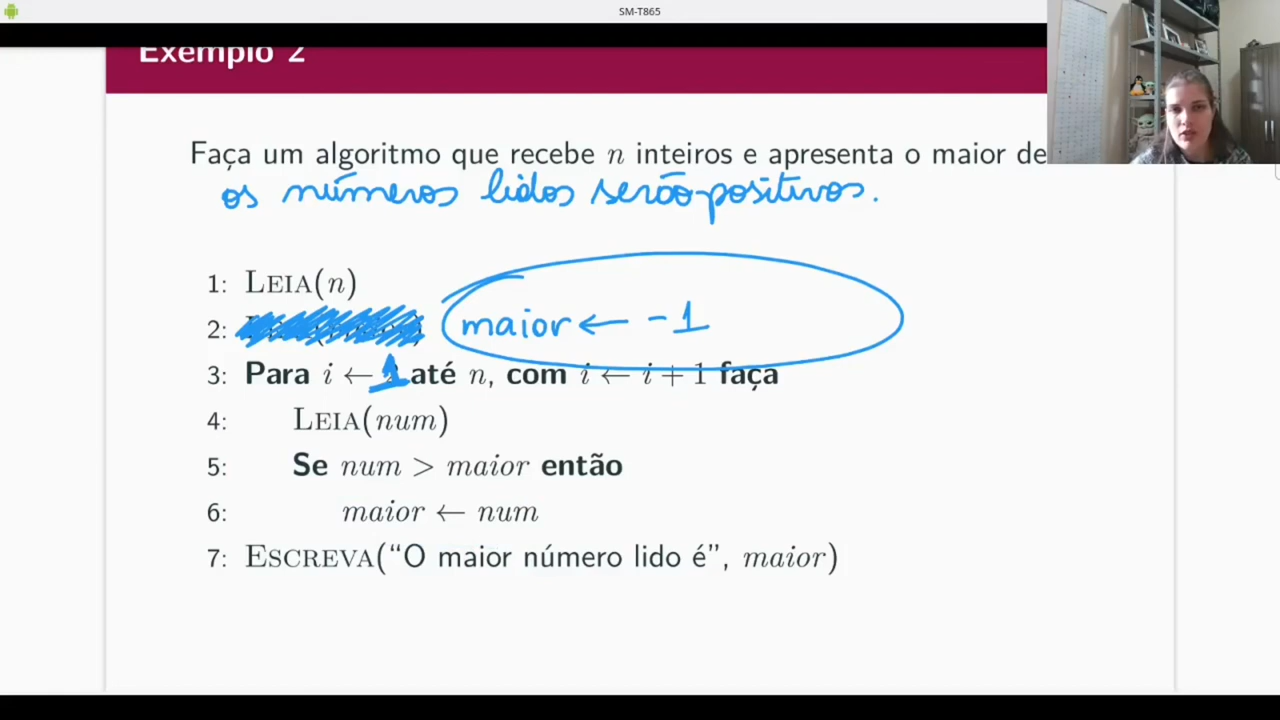 SM-T865
Exemplo 2
Faça um algoritmo que recebe n inteiros e apresenta o maior de
os números lidos serão positivos.
1: LEIA(n)
2: maior ← -1
3: Para i ← 1 até n, com i ← i + 1 faça
4: LEIA(num)
5: Se num > maior então
6: maior ← num
7: ESCREVA(“O maior número lido é”, maior)